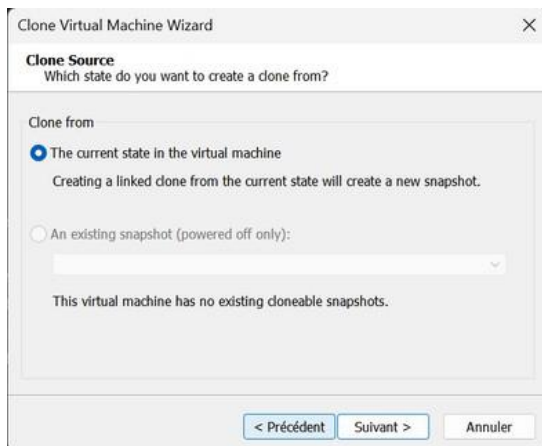 Clone Virtual Machine Wizard
Clone Source
Which state do you want to create a clone from?
Clone from
The current state in the virtual machine
Creating a linked clone from the current state will create a new snapshot.
An existing snapshot (powered off only):
This virtual machine has no existing cloneable snapshots.
< Précédent Suivant > Annuler